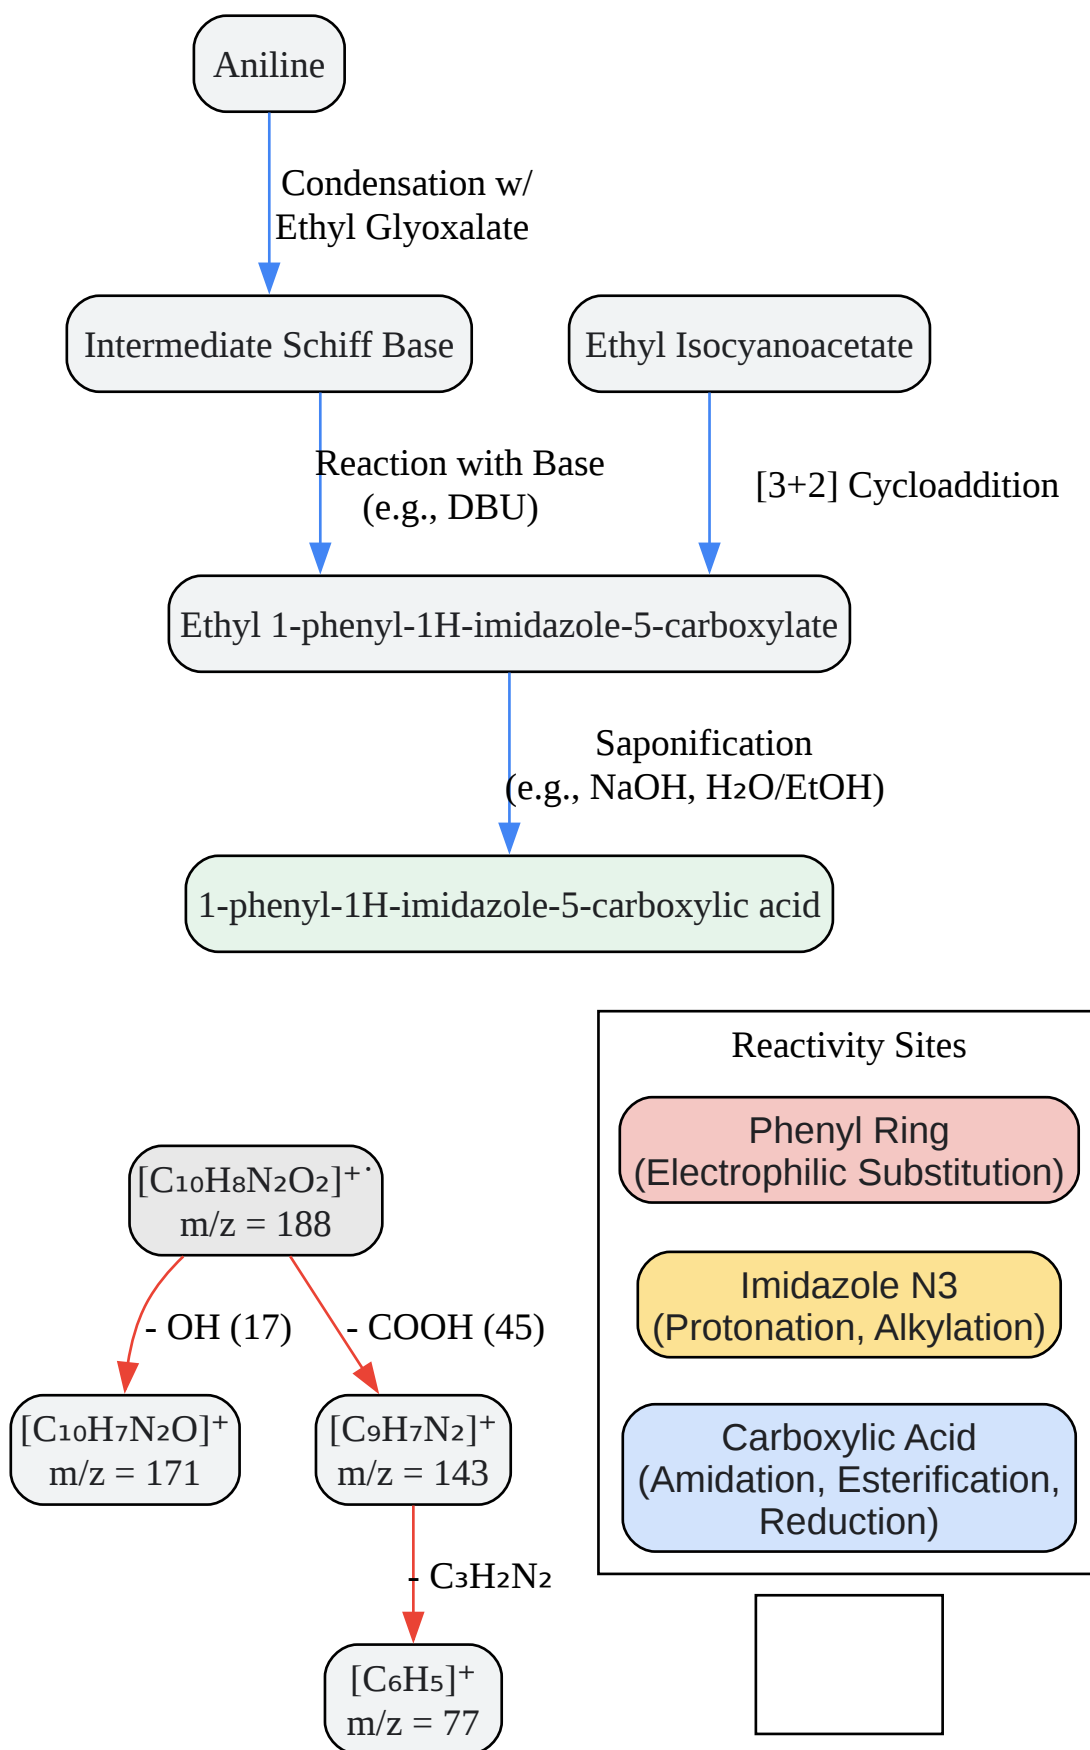 Aniline
Condensation w/
Ethyl Glyoxalate
Intermediate Schiff Base
Ethyl Isocyanoacetate
Reaction with Base
(e.g., DBU)
[3+2] Cycloaddition
Ethyl 1-phenyl-1H-imidazole-5-carboxylate
Saponification
(e.g., NaOH, H₂O/EtOH)
1-phenyl-1H-imidazole-5-carboxylic acid
[C₁₀H₈N₂O₂]⁺˙
m/z = 188
- OH (17)
- COOH (45)
[C₁₀H₇N₂O]⁺
m/z = 171
[C₉H₇N₂]⁺
m/z = 143
- C₃H₂N₂
[C₆H₅]⁺
m/z = 77
Reactivity Sites
Phenyl Ring
(Electrophilic Substitution)
Imidazole N3
(Protonation, Alkylation)
Carboxylic Acid
(Amidation, Esterification,
Reduction)